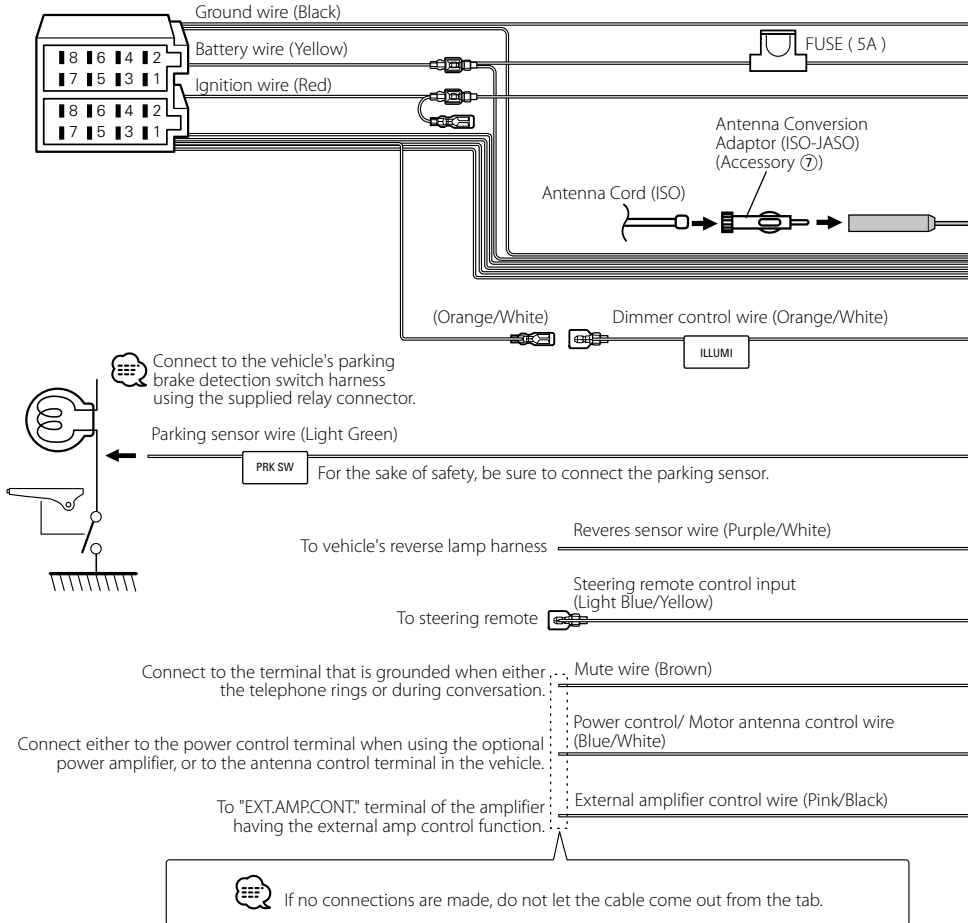 Ground wire (Black)
Battery wire (Yellow)
FUSE ( 5A )
8 6 4 2
7 5 3 1
Ignition wire (Red)
8 6 4 2
7 5 3 1
Antenna Conversion
Adaptor (ISO-JASO)
(Accessory ⑦)
Antenna Cord (ISO)
(Orange/White)
Dimmer control wire (Orange/White)
ILLUMI
Connect to the vehicle's parking
brake detection switch harness
using the supplied relay connector.
Parking sensor wire (Light Green)
PRK SW
For the sake of safety, be sure to connect the parking sensor.
Reveres sensor wire (Purple/White)
To vehicle's reverse lamp harness
Steering remote control input
(Light Blue/Yellow)
To steering remote
Connect to the terminal that is grounded when either
the telephone rings or during conversation.
Mute wire (Brown)
Power control/ Motor antenna control wire
(Blue/White)
Connect either to the power control terminal when using the optional
power amplifier, or to the antenna control terminal in the vehicle.
To "EXT.AMP.CONT." terminal of the amplifier
having the external amp control function.
External amplifier control wire (Pink/Black)
If no connections are made, do not let the cable come out from the tab.